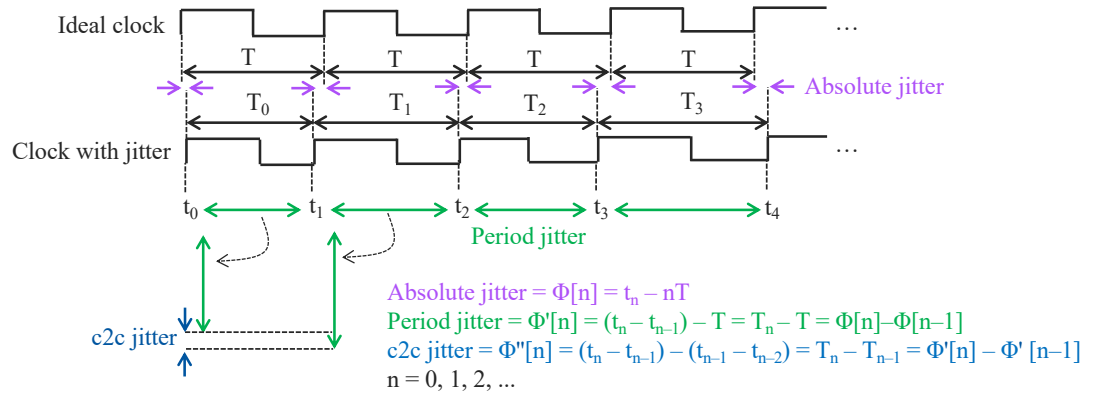 Ideal clock
...
T T T T
Absolute jitter
T₀ T₁ T₂ T₃
Clock with jitter
...
t₀ t₁ t₂ t₃ t₄
Period jitter
c2c jitter
Absolute jitter = Φ[n] = tₙ – nT
Period jitter = Φ'[n] = (tₙ – tₙ₋₁) – T = Tₙ – T = Φ[n]–Φ[n–1]
c2c jitter = Φ"[n] = (tₙ – tₙ₋₁) – (tₙ₋₁ – tₙ₋₂) = Tₙ – Tₙ₋₁ = Φ'[n] – Φ' [n–1]
n = 0, 1, 2, ...